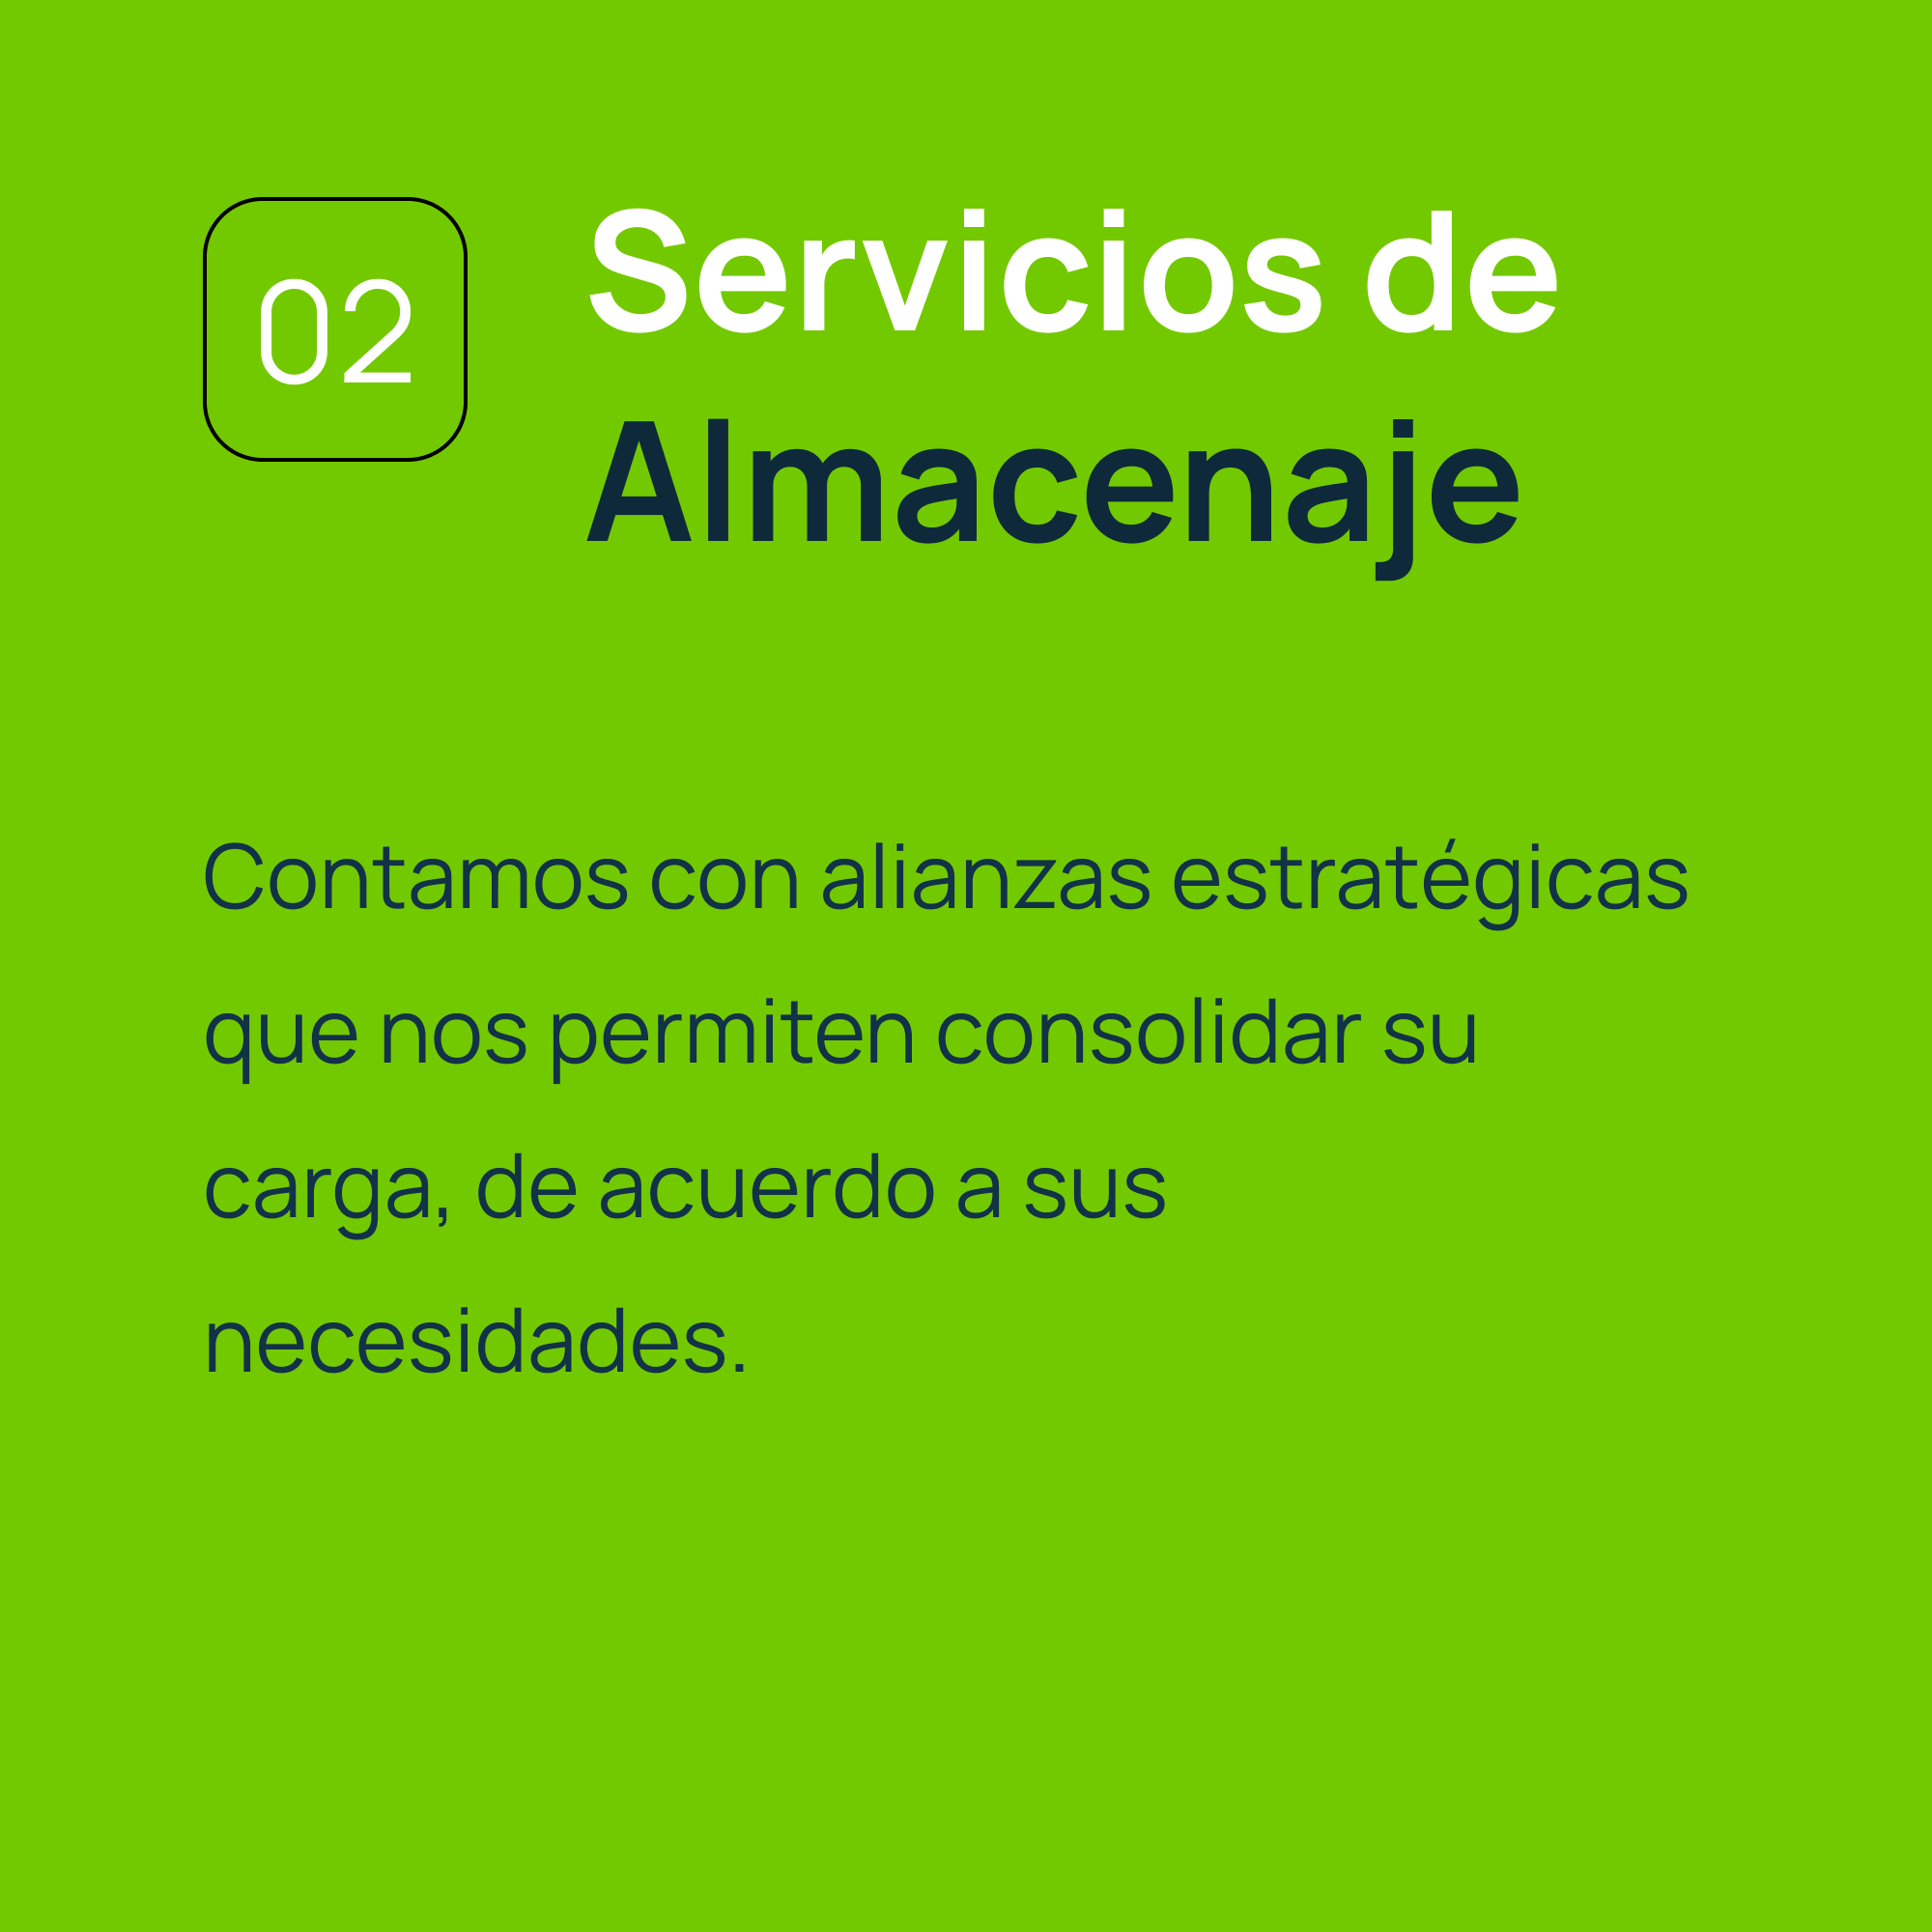 02
Servicios de
Almacenaje
Contamos con alianzas estratégicas
que nos permiten consolidar su
carga, de acuerdo a sus
necesidades.